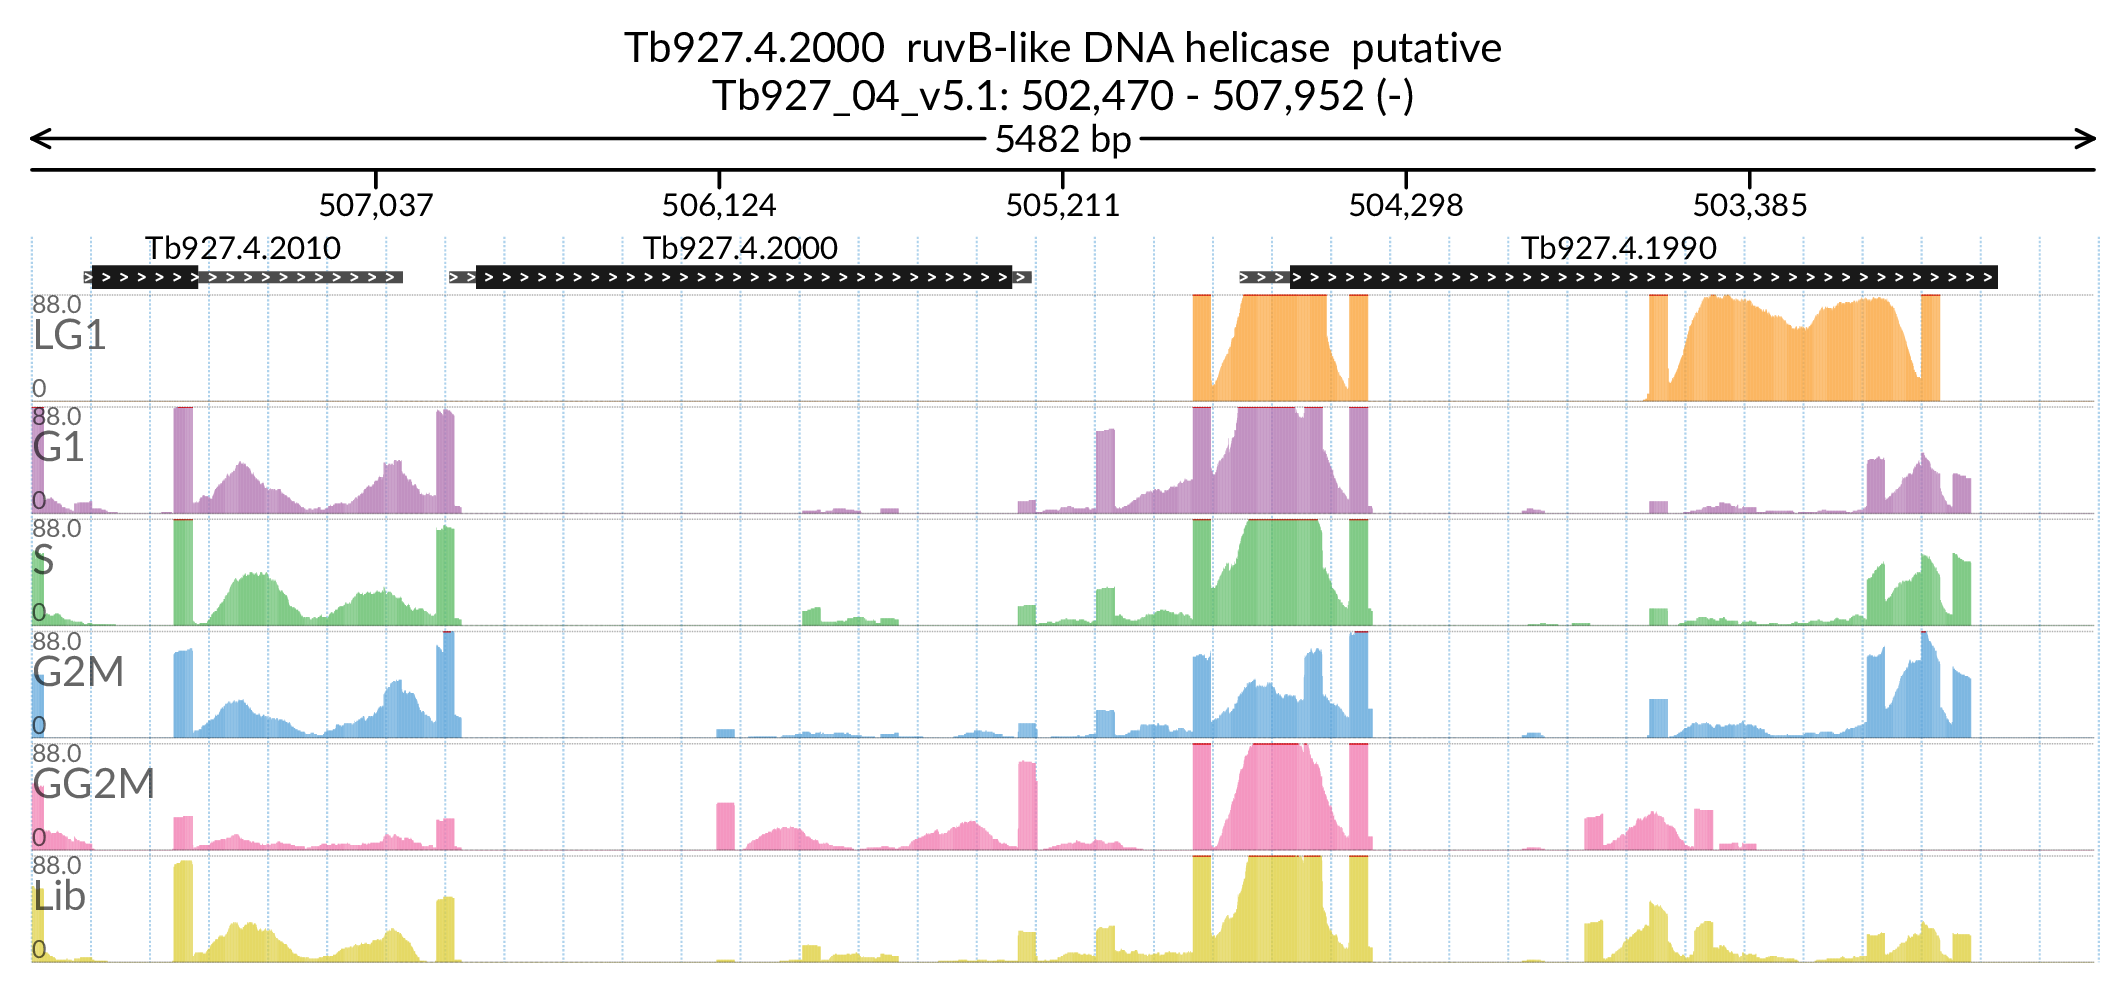 Tb927.4.2000 ruvB-like DNA helicase putative
Tb927_04_v5.1: 502,470 - 507,952 (-)
5482 bp
507,037 506,124 505,211 504,298 503,385
Tb927.4.2010 Tb927.4.2000 Tb927.4.1990
88.0
LG1
0
88.0
G1
0
88.0
S
0
88.0
G2M
0
88.0
GG2M
0
88.0
Lib
0